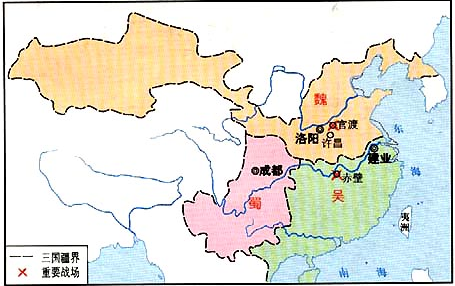 魏
官渡
洛阳
许昌
东
海
建业
成都
赤壁
吴
蜀
夷洲
南 海
三国疆界
重要战场